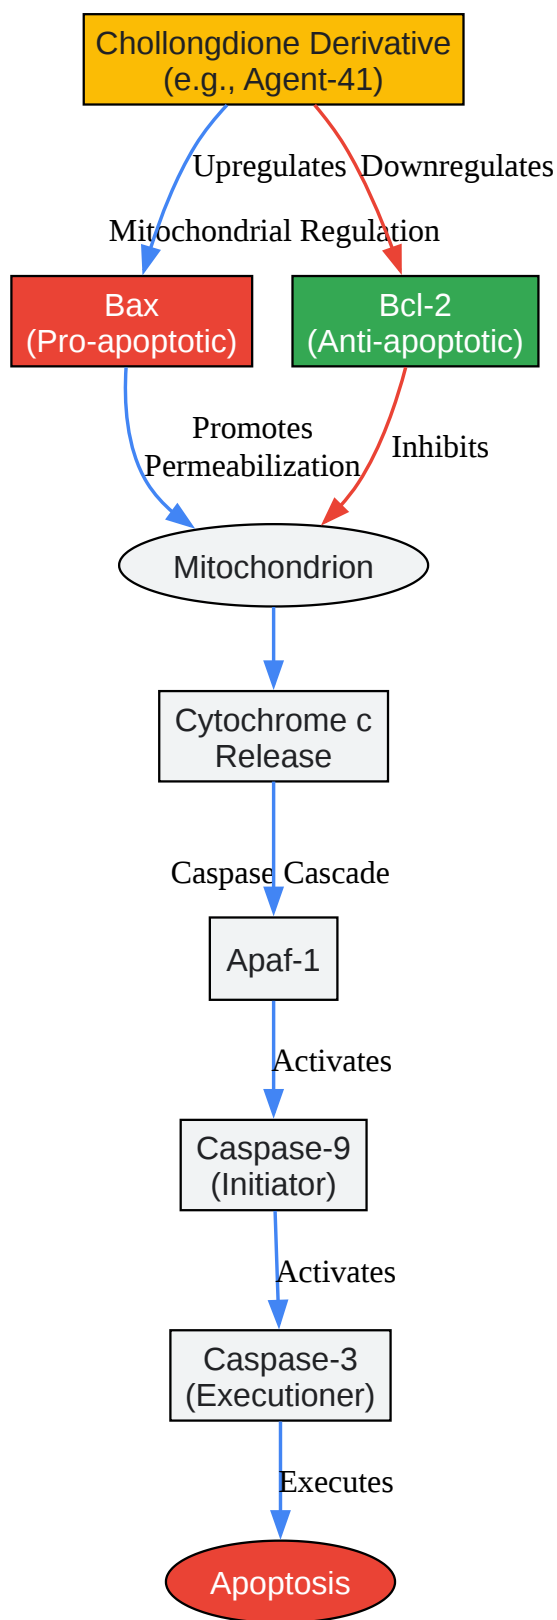 Chollongdione Derivative
(e.g., Agent-41)
Upregulates
Downregulates
Mitochondrial Regulation
Bax
(Pro-apoptotic)
Bcl-2
(Anti-apoptotic)
Promotes
Permeabilization
Inhibits
Mitochondrion
Cytochrome c
Release
Caspase Cascade
Apaf-1
Activates
Caspase-9
(Initiator)
Activates
Caspase-3
(Executioner)
Executes
Apoptosis